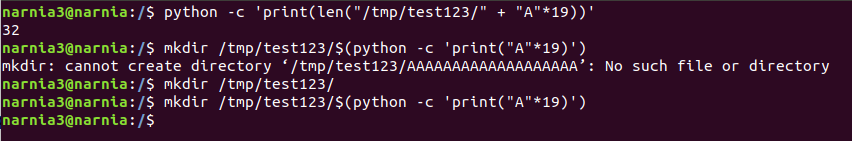 narnia3@narnia:/$ python -c 'print(len("/tmp/test123/" + "A"*19))'
32
narnia3@narnia:/$ mkdir /tmp/test123/$(python -c 'print("A"*19)')
mkdir: cannot create directory ‘/tmp/test123/AAAAAAAAAAAAAAAAAAA’: No such file or directory
narnia3@narnia:/$ mkdir /tmp/test123/
narnia3@narnia:/$ mkdir /tmp/test123/$(python -c 'print("A"*19)')
narnia3@narnia:/$